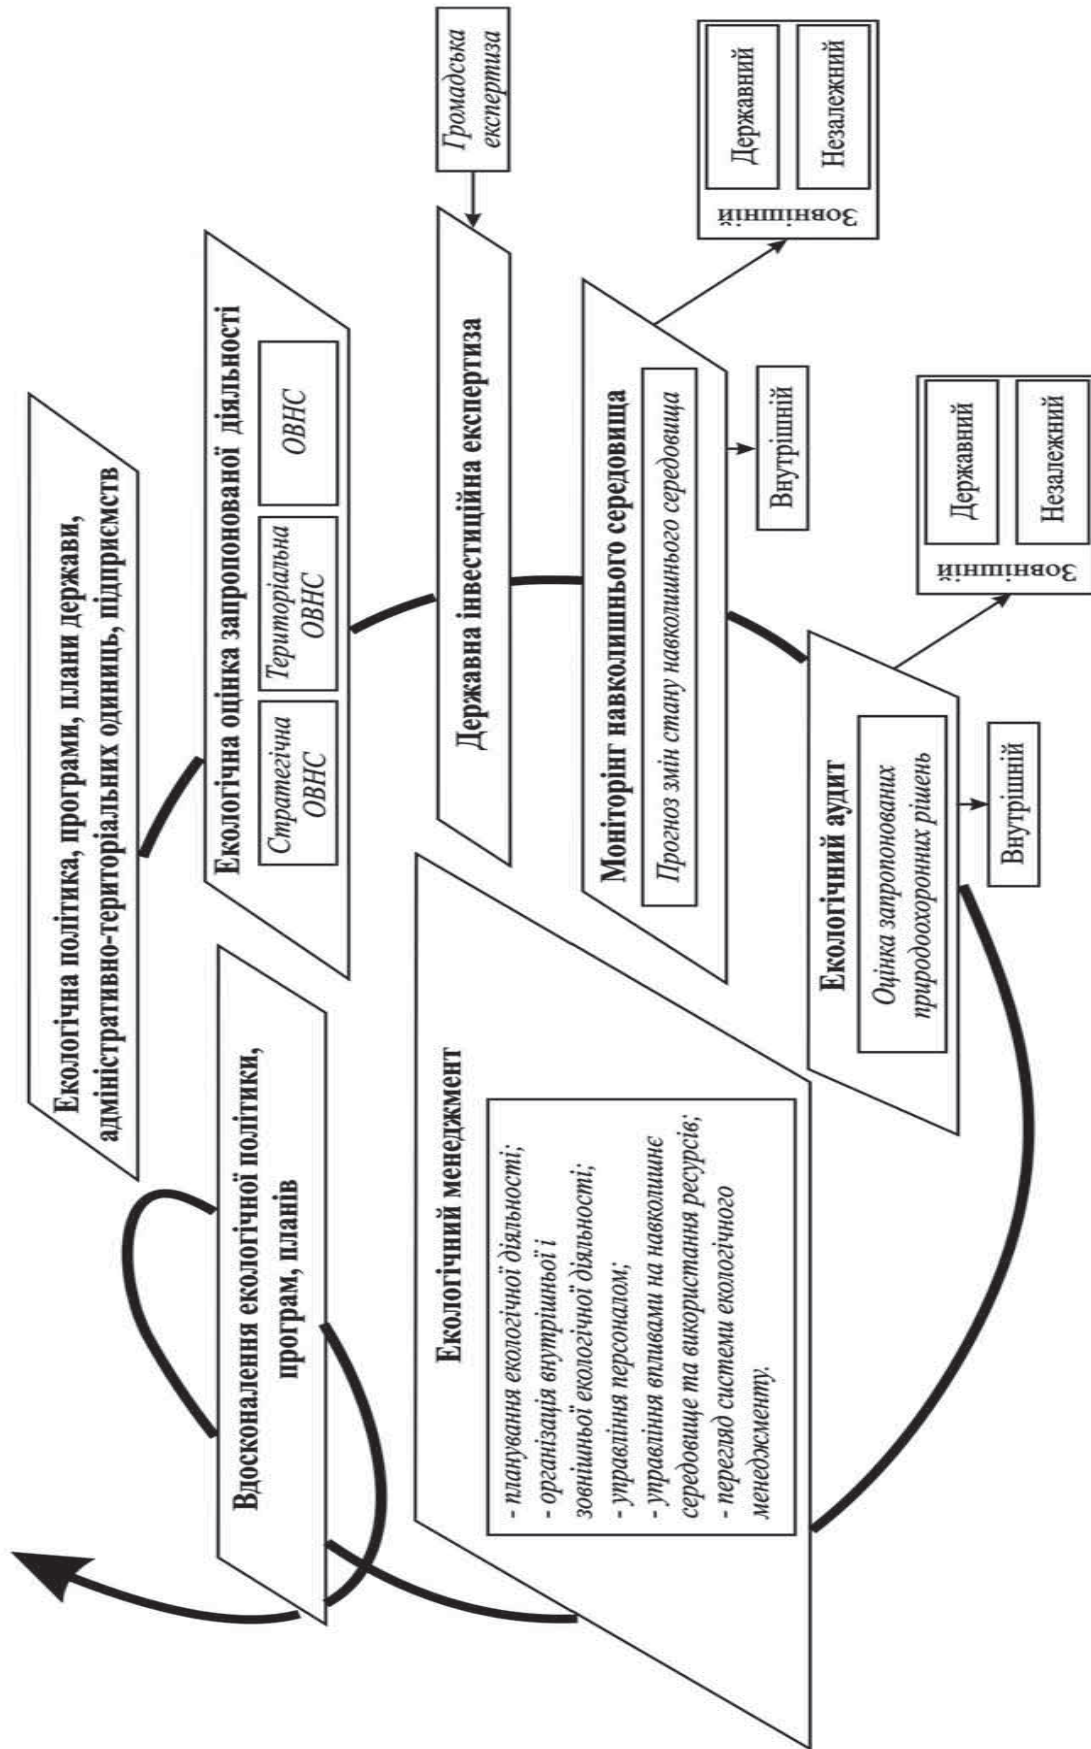 Екологічна політика, програми, плани держави,
адміністративно-територіальних одиниць, підприємств
Екологічна оцінка запропонованої діяльності
Стратегічна
ОВНС
Територіальна
ОВНС
ОВНС
Вдосконалення екологічної політики,
програм, планів
Державна інвестиційна експертиза
Громадська
експертиза
Екологічний менеджмент
- планування екологічної діяльності;
- організація внутрішньої і
зовнішньої екологічної діяльності;
- управління персоналом;
- управління впливами на навколишнє
середовище та використання ресурсів;
- перегляд системи екологічного
менеджменту.
Моніторінг навколишнього середовища
Прогноз змін стану навколишнього середовища
Внутрішній
Зовнішній
Державний
Незалежний
Екологічний аудит
Оцінка запропонованих
природоохоронних рішень
Внутрішній
Зовнішній
Державний
Незалежний